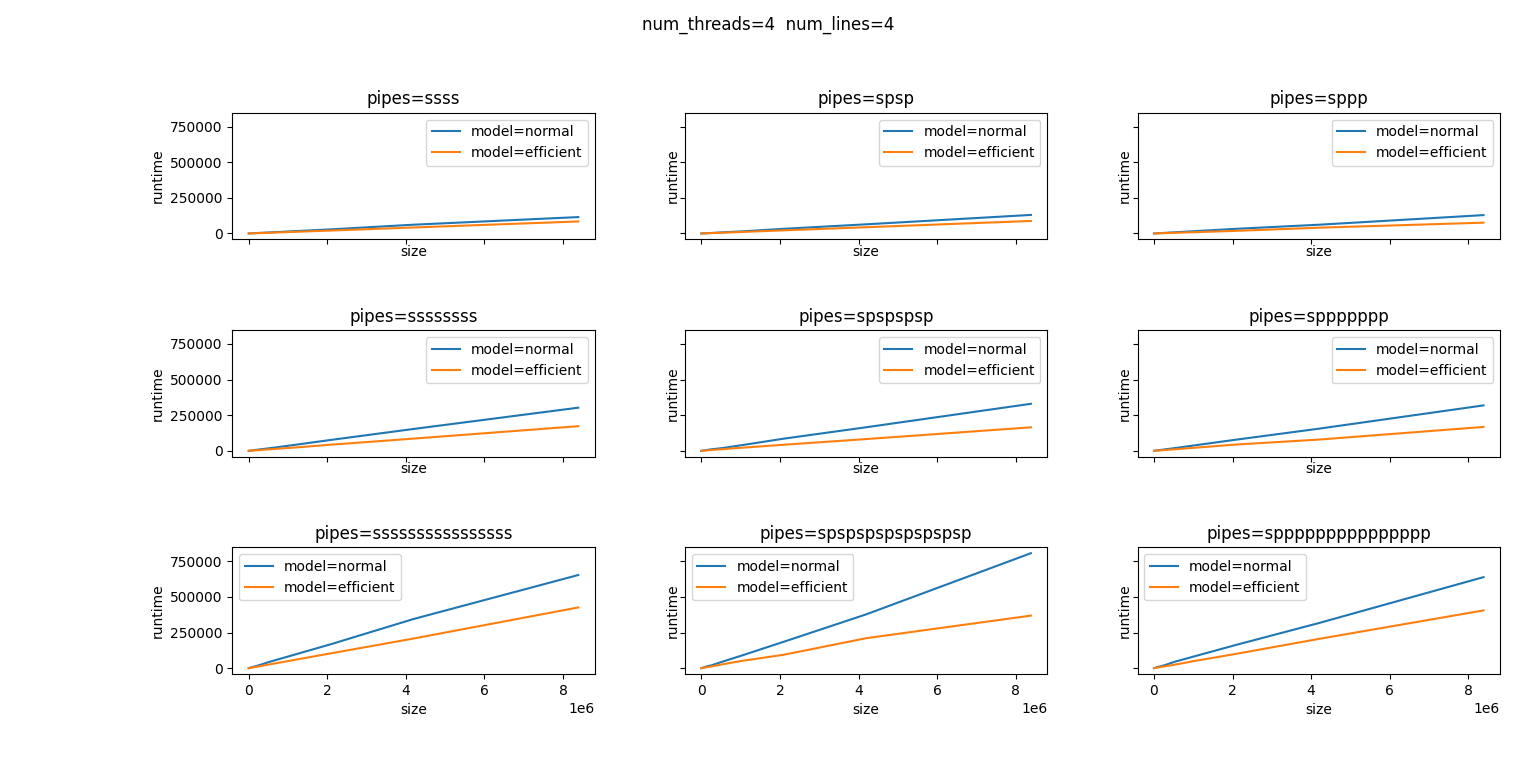 num_threads=4  num_lines=4
pipes=ssss
750000
500000
250000
0
runtime
size
model=normal
model=efficient
pipes=spsp
runtime
size
model=normal
model=efficient
pipes=sppp
runtime
size
model=normal
model=efficient
pipes=ssssssss
750000
500000
250000
0
runtime
size
model=normal
model=efficient
pipes=spspspsp
runtime
size
model=normal
model=efficient
pipes=sppppppp
runtime
size
model=normal
model=efficient
pipes=ssssssssssssssss
750000
500000
250000
0
runtime
model=normal
model=efficient
0 2 4 6 8
size
1e6
pipes=spspspspspspspsp
runtime
model=normal
model=efficient
0 2 4 6 8
size
1e6
pipes=sppppppppppppppp
runtime
model=normal
model=efficient
0 2 4 6 8
size
1e6